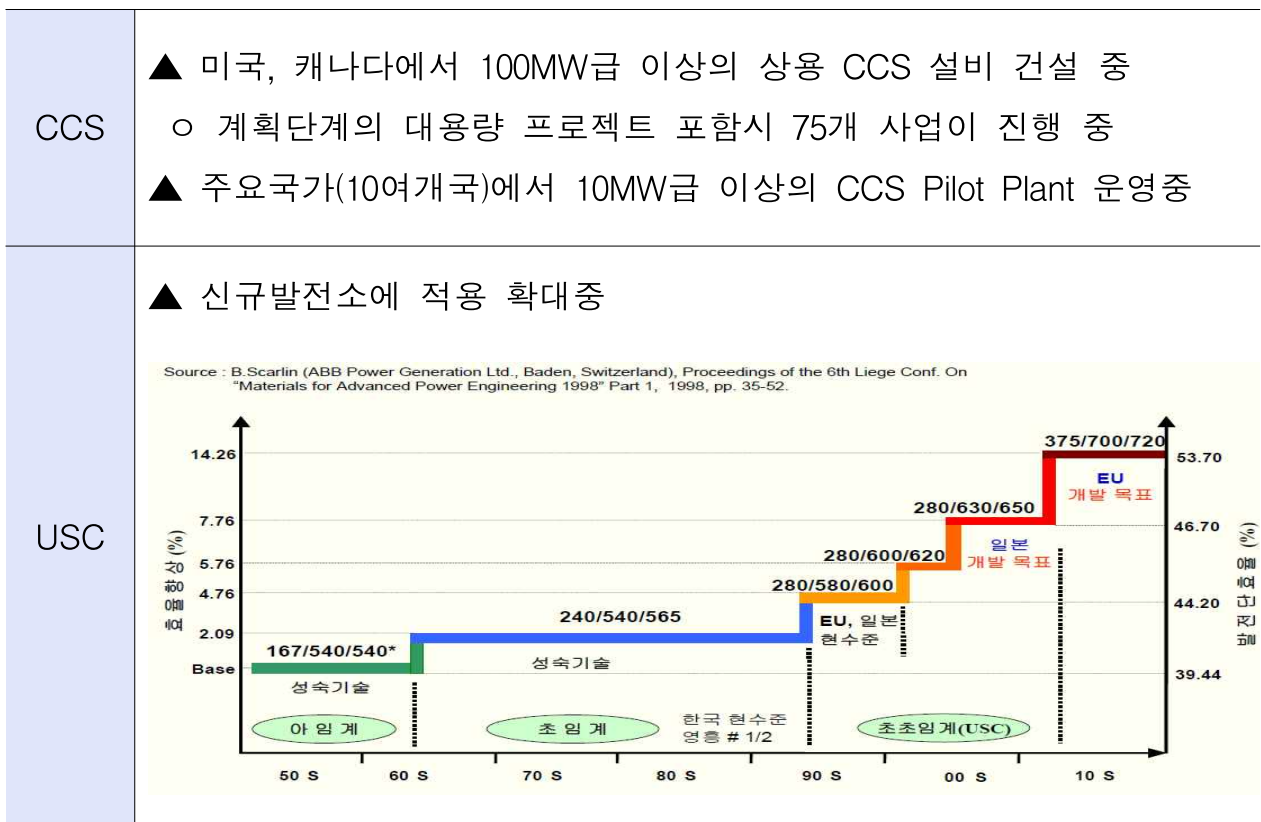 CCS
▲ 미국, 캐나다에서 100MW급 이상의 상용 CCS 설비 건설 중
ㅇ 계획단계의 대용량 프로젝트 포함시 75개 사업이 진행 중
▲ 주요국가(10여개국)에서 10MW급 이상의 CCS Pilot Plant 운영중
USC
▲ 신규발전소에 적용 확대중
Source : B.Scarlin (ABB Power Generation Ltd., Baden, Switzerland), Proceedings of the 6th Liege Conf. On
"Materials for Advanced Power Engineering 1998" Part 1, 1998, pp. 35-52.
효율향상 (%)
14.26
7.76
5.76
4.76
2.09
Base
375/700/720
EU
개발 목표
280/630/650
일본
개발 목표
280/600/620
280/580/600
EU, 일본
현수준
240/540/565
성숙기술
167/540/540*
성숙기술
아 임 계
초 임 계
한국 현수준
영흥 # 1/2
초초임계(USC)
53.70
46.70
44.20
39.44
발전단효율 (%)
50 S
60 S
70 S
80 S
90 S
00 S
10 S